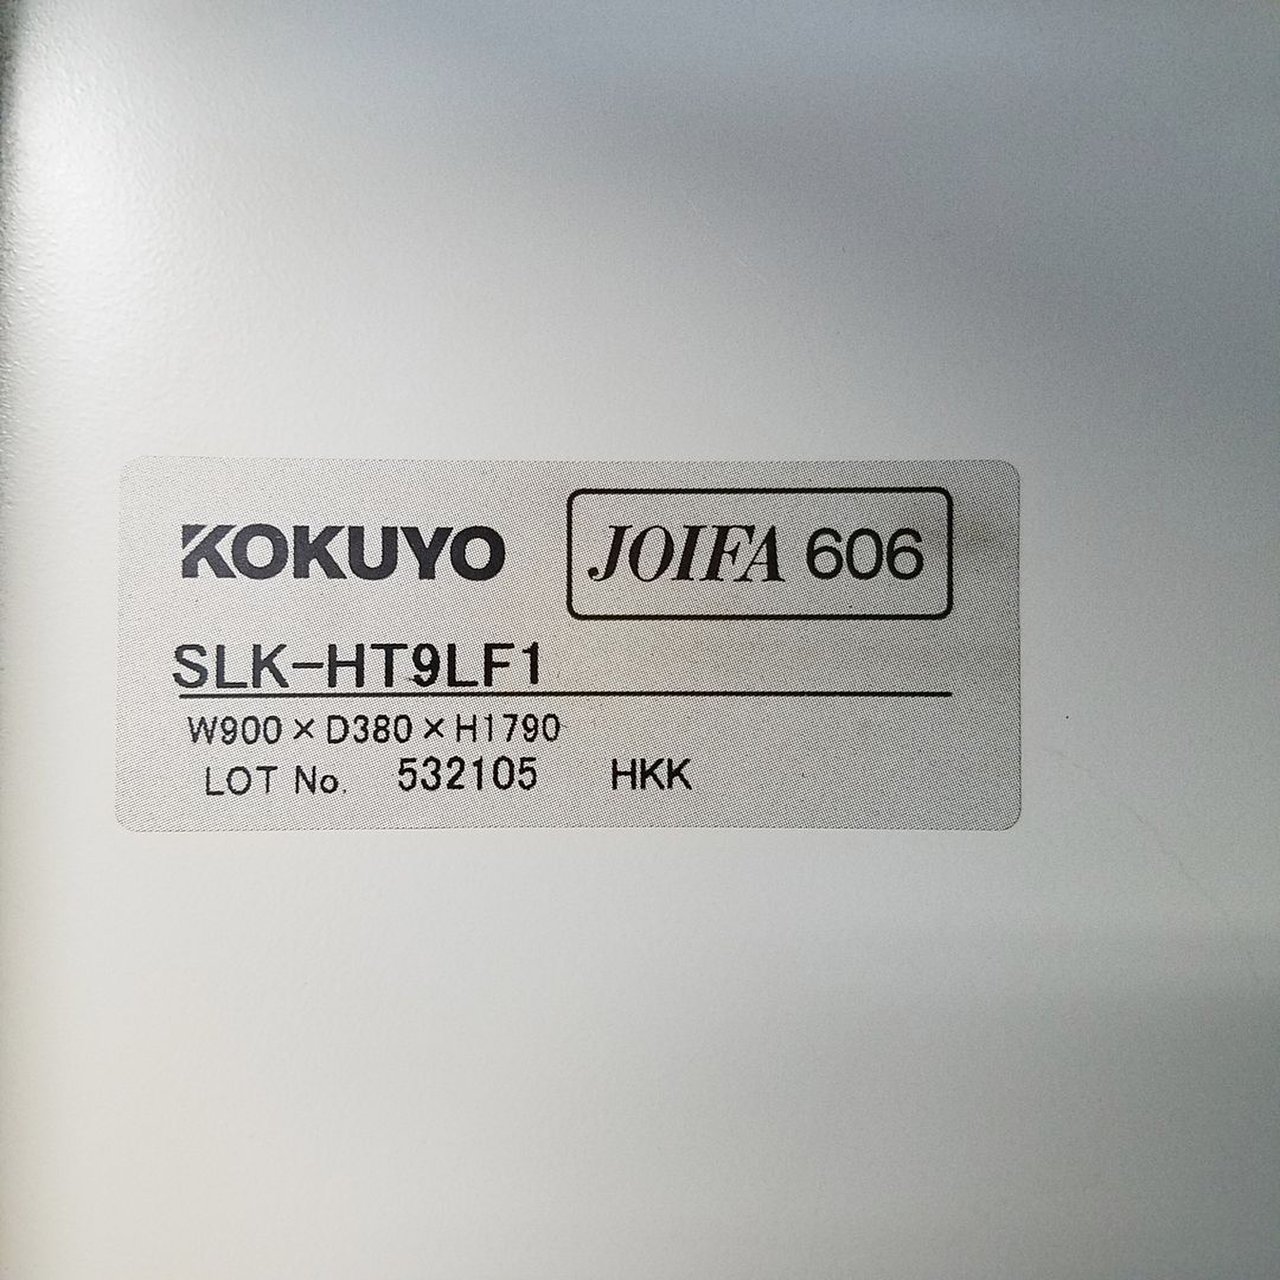 KOKUYO JOIFA 606
SLK-HT9LF1
W900×D380×H1790
LOT No. 532105 HKK